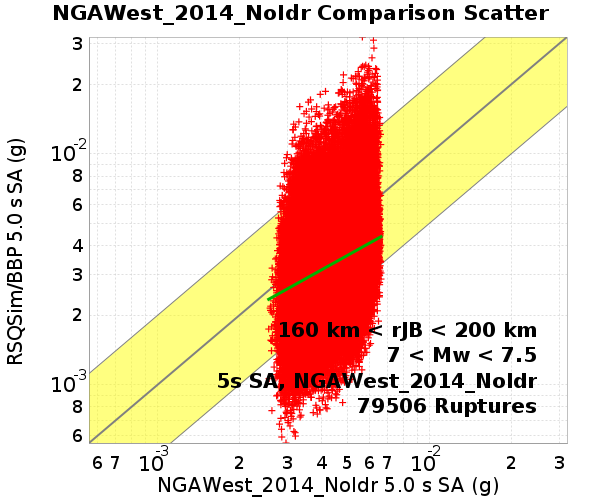 NGAWest_2014_NoIdr Comparison Scatter
3
2
10-2
8
6
4
3
2
10-3
8
6
RSQSim/BBP 5.0 s SA (g)
160 km < rJB < 200 km
7 < Mw < 7.5
5s SA, NGAWest_2014_NoIdr
79506 Ruptures
6 7 10-3 2 3 4 5 6 7 10-2 2 3
NGAWest_2014_NoIdr 5.0 s SA (g)